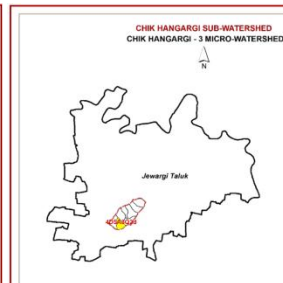 CHIK HANGARGI SUB-WATERSHED
CHIK HANGARGI - 3 MICRO-WATERSHED
N
Jewargi Taluk